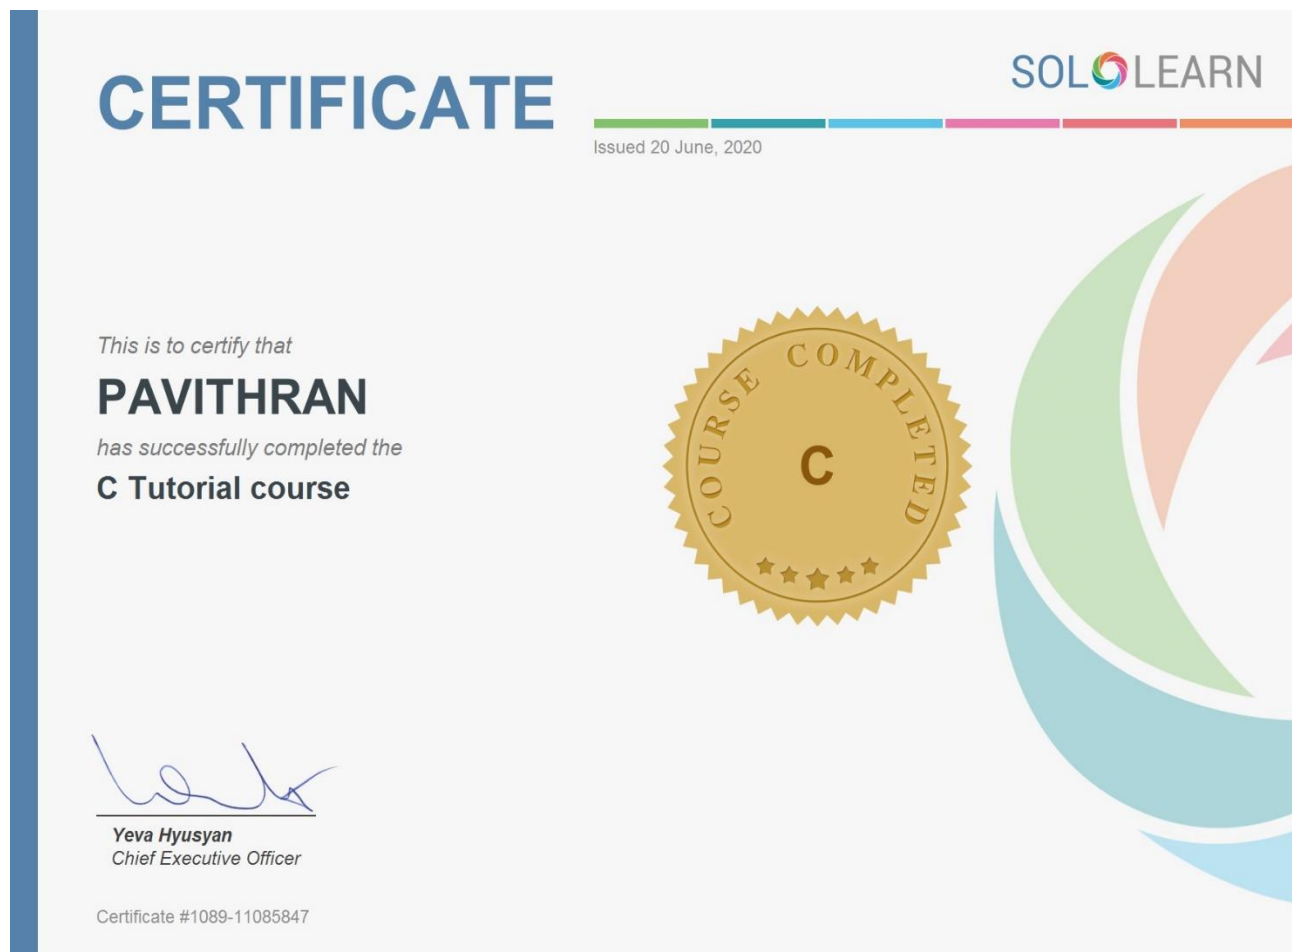 CERTIFICATE
SOLOLEARN
Issued 20 June, 2020
This is to certify that
PAVITHRAN
has successfully completed the
C Tutorial course
COURSE COMPLETED
C
Yeva Hyusyan
Chief Executive Officer
Certificate #1089-11085847